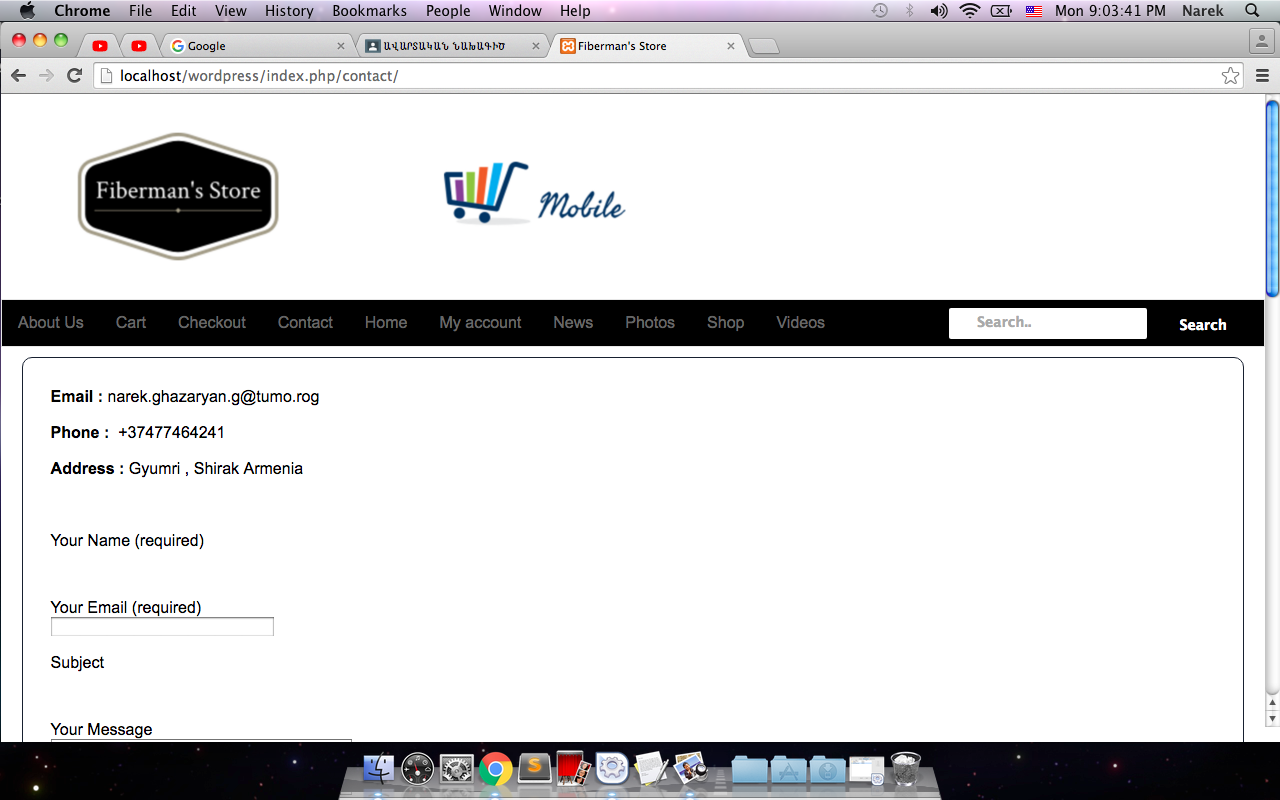 Chrome File Edit View History Bookmarks People Window Help Mon 9:03:41 PM Narek
Google ԱՎԱՐՏԱԿԱՆ ՆԱԽԱԳԻԾ Fiberman's Store
localhost/wordpress/index.php/contact/
Fiberman's Store
Mobile
About Us Cart Checkout Contact Home My account News Photos Shop Videos Search.. Search
Email : narek.ghazaryan.g@tumo.rog
Phone : +37477464241
Address : Gyumri , Shirak Armenia
Your Name (required)
Your Email (required)
Subject
Your Message